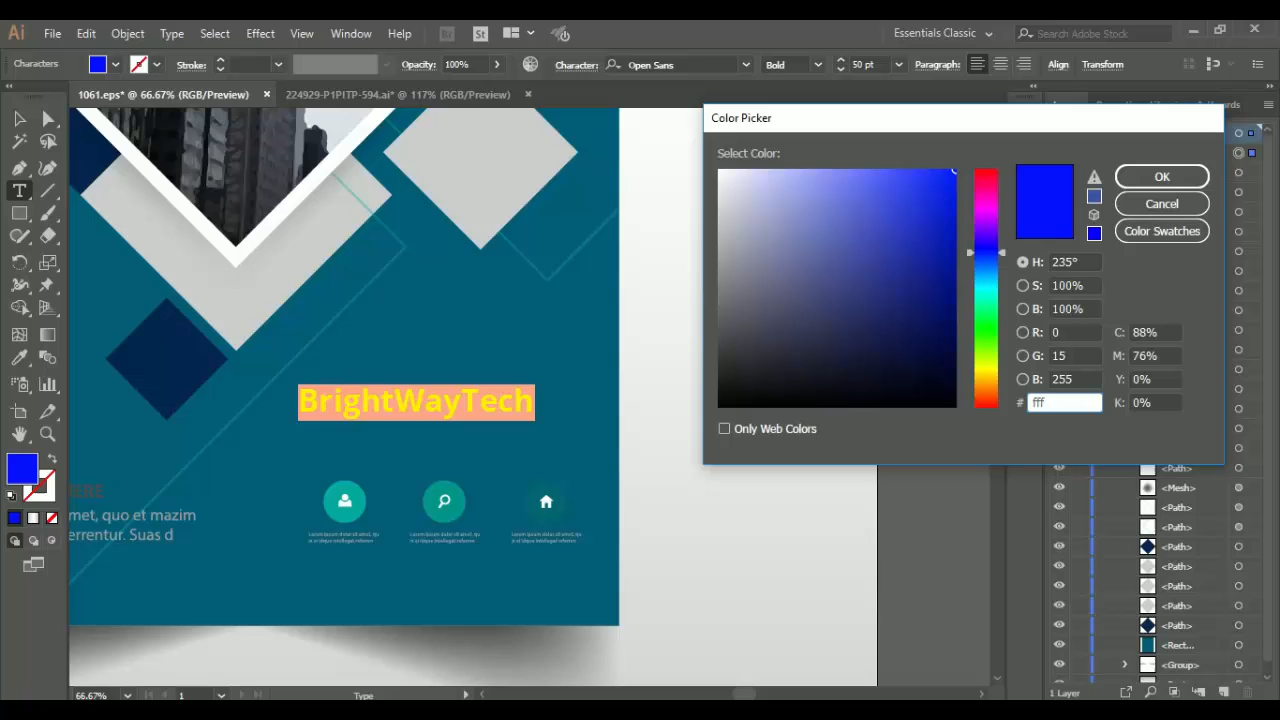 Ai File Edit Object Type Select Effect View Window Help Br St Essentials Classic Search Adobe Stock
Characters Stroke: Opacity: 100% Character: Open Sans Bold 50 pt Paragraph: Align Transform
1061.eps* @ 66.67% (RGB/Preview) × 224929-P1PITP-594.ai* @ 117% (RGB/Preview) ×
Color Picker
Select Color:
OK
Cancel
Color Swatches
H: 235°
S: 100%
B: 100%
R: 0 C: 88%
G: 15 M: 76%
B: 255 Y: 0%
# fff K: 0%
Only Web Colors
BrightWayTech
HERE
met, quo et mazim
errentur. Suas d
<Path>
<Mesh>
<Path>
<Path>
<Path>
<Path>
<Path>
<Path>
<Path>
<Rect...
<Group>
66.67% 1 Type 1 Layer